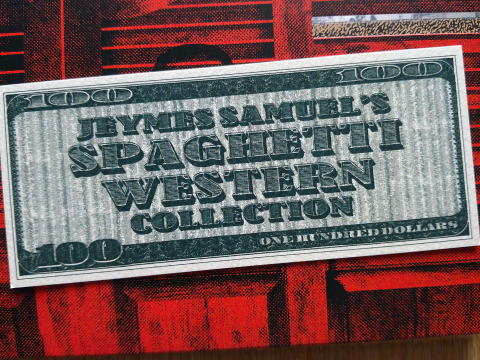 100 100
JEYMES SAMUEL'S
SPAGHETTI
WESTERN
COLLECTION
100 ONE HUNDRED DOLLARS